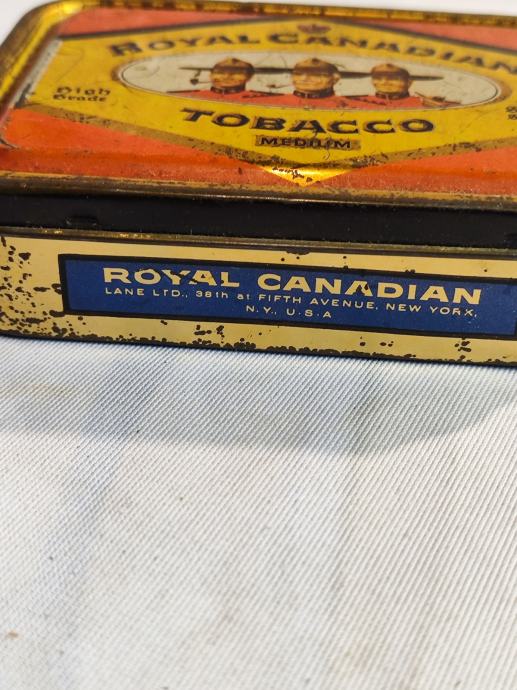 ROYAL CANADIAN
High
Grade
TOBACCO
MEDIUM
ROYAL CANADIAN
LANE LTD., 38th at FIFTH AVENUE, NEW YORK,
N.Y., U.S.A